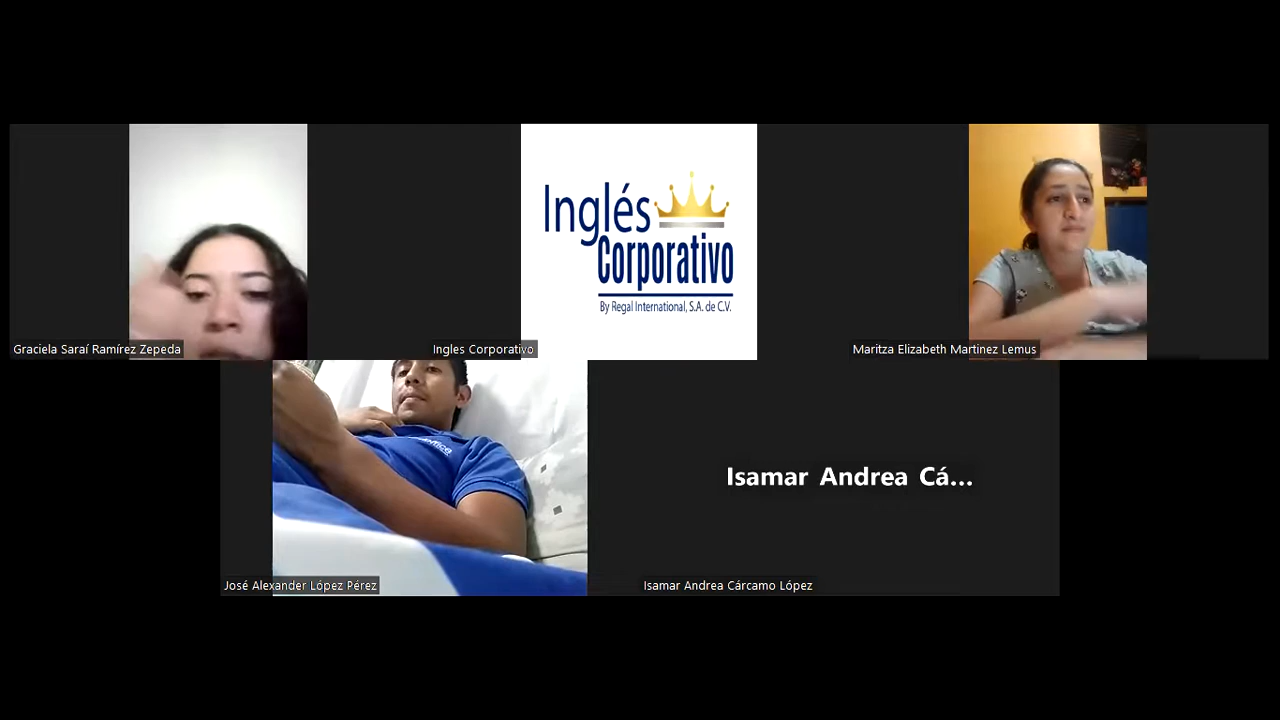 Inglés
Corporativo
By Regal International, S.A. de C.V.
Graciela Saraí Ramírez Zepeda
Ingles Corporativo
Maritza Elizabeth Martinez Lemus
Isamar Andrea Cá...
José Alexander López Pérez
Isamar Andrea Cárcamo López